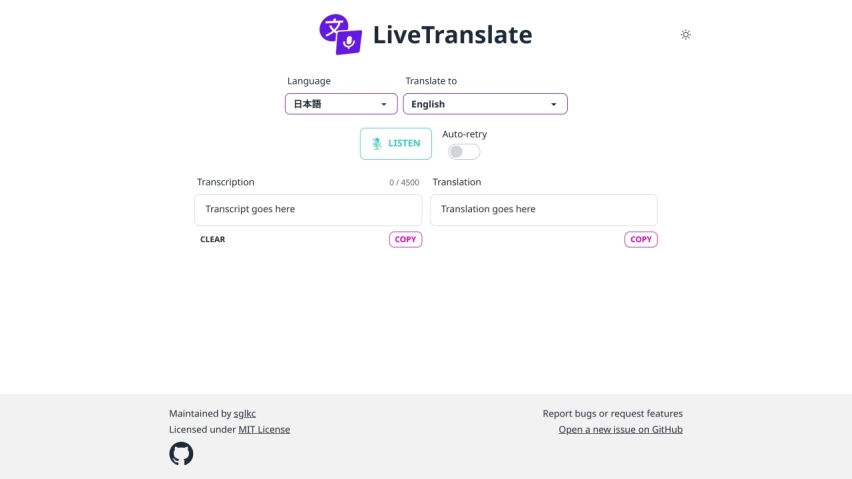 文
LiveTranslate
Language
Translate to
日本語
English
LISTEN
Auto-retry
Transcription
0 / 4500
Translation
Transcript goes here
Translation goes here
CLEAR
COPY
COPY
Maintained by sglkc
Licensed under MIT License
Report bugs or request features
Open a new issue on GitHub